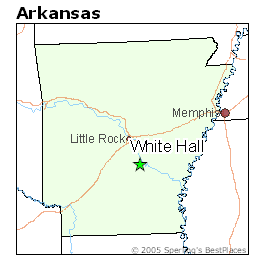 Arkansas
Memphis
Little Rock
White Hall
© 2005 Sperling's BestPlaces